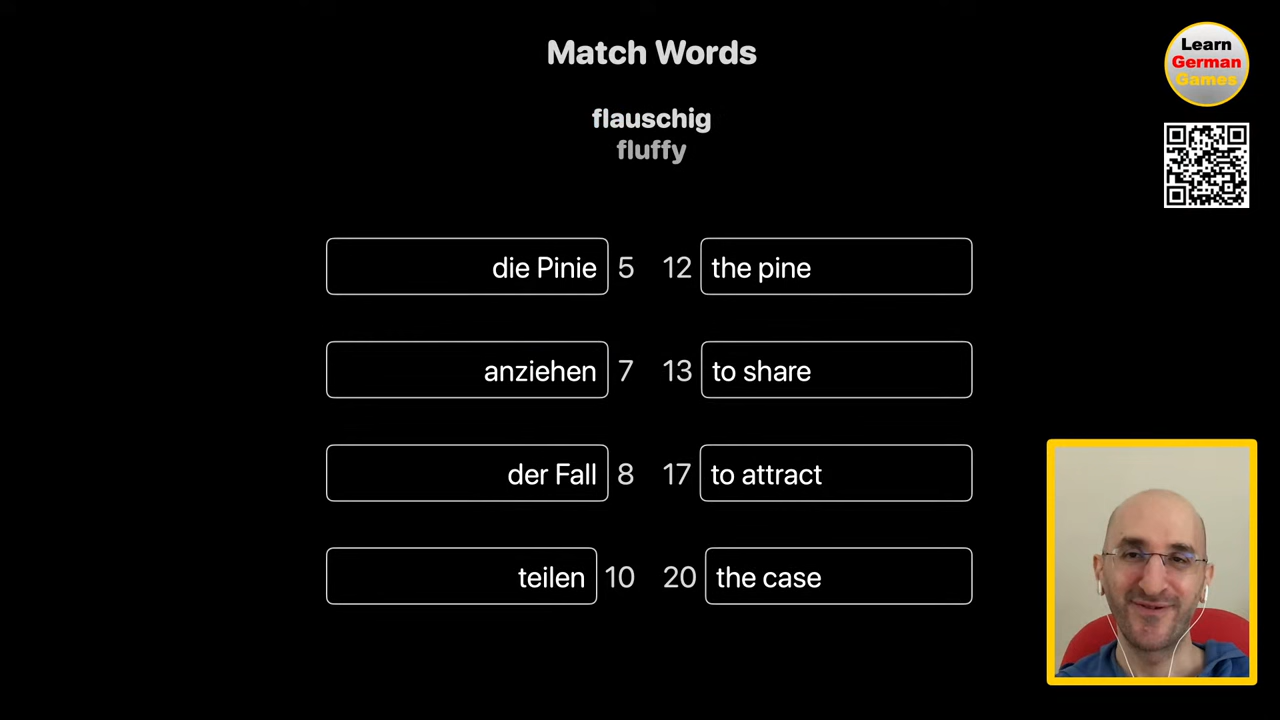 Match Words
Learn
German
Games
flauschig
fluffy
die Pinie 5 12 the pine
anziehen 7 13 to share
der Fall 8 17 to attract
teilen 10 20 the case